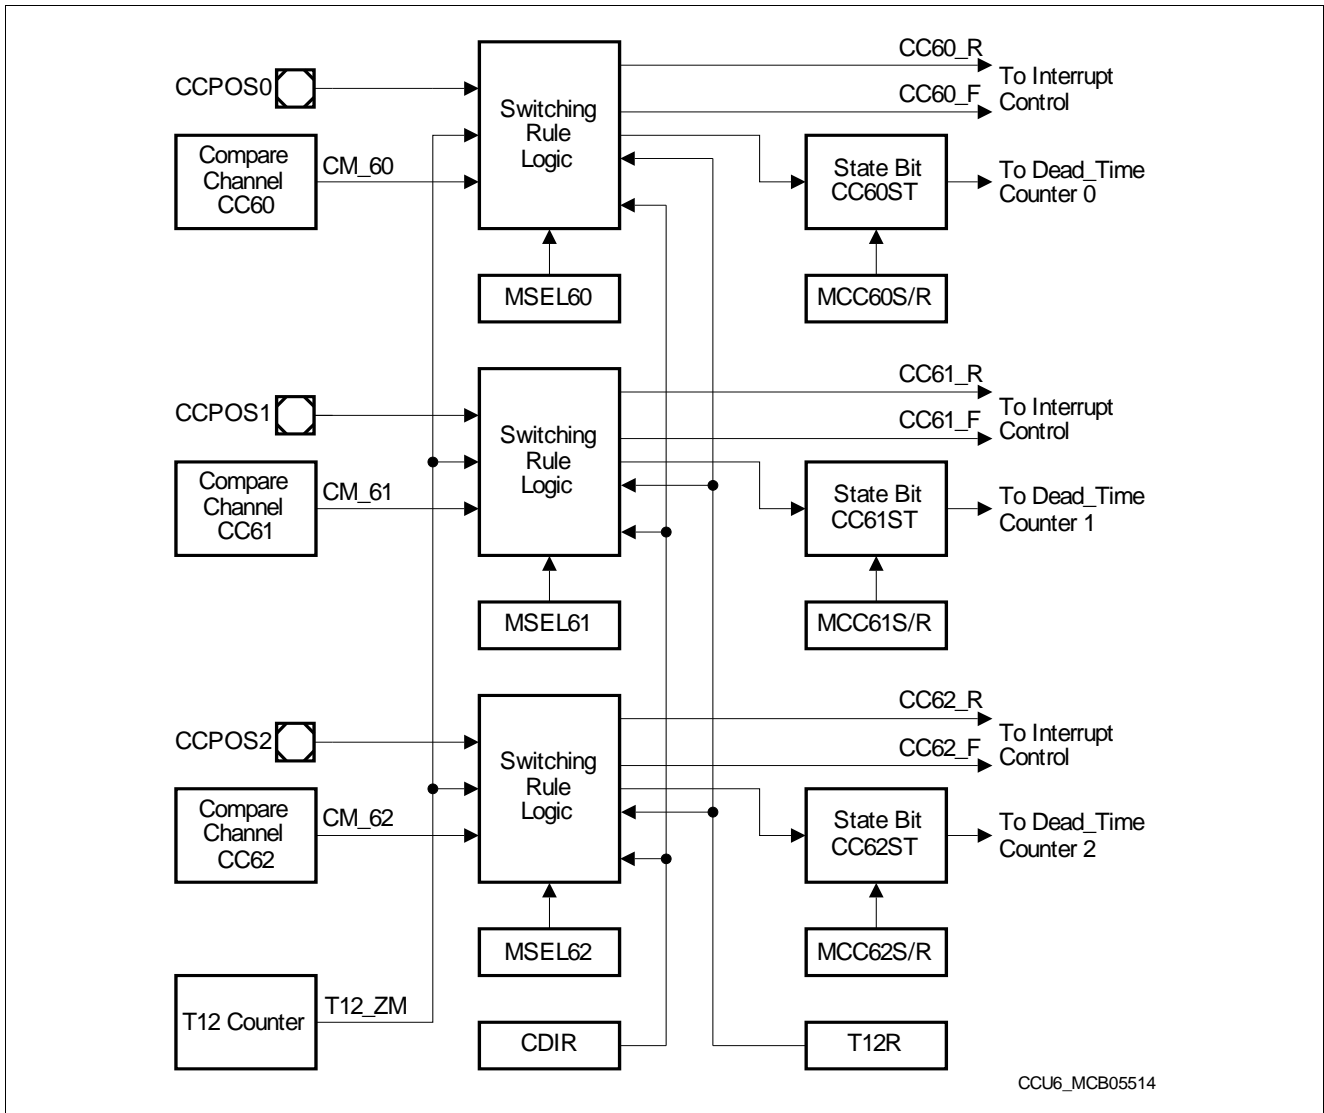 CC60_R
CCPOS0
To Interrupt
Control
CC60_F
Switching
Rule
Logic
Compare
Channel
CC60
CM_60
State Bit
CC60ST
To Dead_Time
Counter 0
MSEL60
MCC60S/R
CC61_R
CCPOS1
To Interrupt
Control
CC61_F
Switching
Rule
Logic
Compare
Channel
CC61
CM_61
State Bit
CC61ST
To Dead_Time
Counter 1
MSEL61
MCC61S/R
CC62_R
CCPOS2
To Interrupt
Control
CC62_F
Switching
Rule
Logic
Compare
Channel
CC62
CM_62
State Bit
CC62ST
To Dead_Time
Counter 2
MSEL62
MCC62S/R
T12 Counter
T12_ZM
CDIR
T12R
CCU6_MCB05514